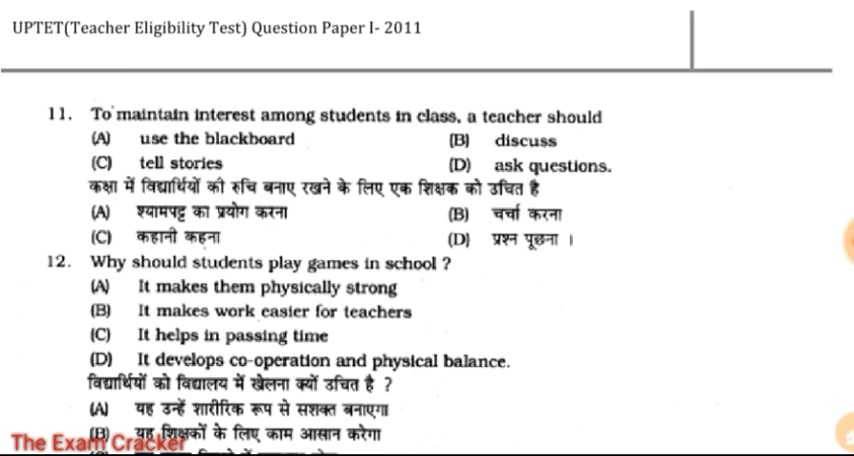 UPTET(Teacher Eligibility Test) Question Paper I- 2011
11. To maintain interest among students in class, a teacher should
(A) use the blackboard (B) discuss
(C) tell stories (D) ask questions.
कक्षा में विद्यार्थियों की रुचि बनाए रखने के लिए एक शिक्षक को उचित है
(A) श्यामपट्ट का प्रयोग करना (B) चर्चा करना
(C) कहानी कहना (D) प्रश्न पूछना ।
12. Why should students play games in school ?
(A) It makes them physically strong
(B) It makes work easier for teachers
(C) It helps in passing time
(D) It develops co-operation and physical balance.
विद्यार्थियों को विद्यालय में खेलना क्यों उचित है ?
(A) यह उन्हें शारीरिक रूप से सशक्त बनाएगा
(B) यह शिक्षकों के लिए काम आसान करेगा
The Exam Cracker